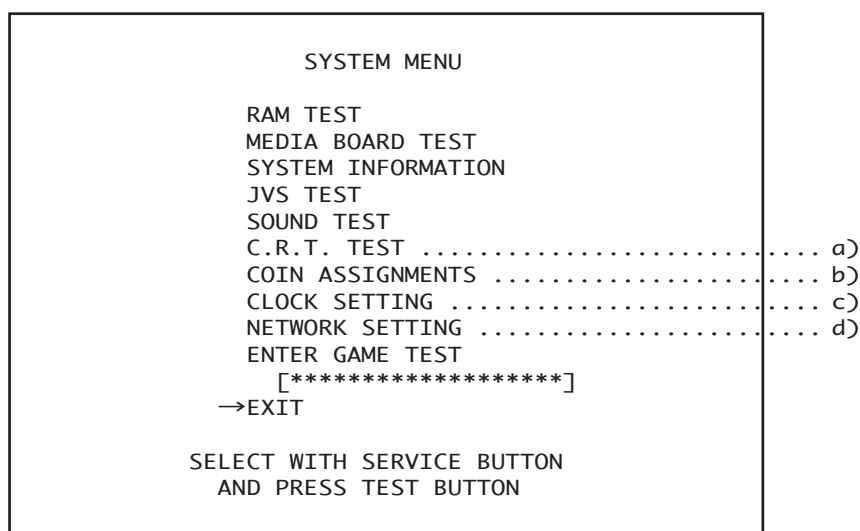 SYSTEM MENU
RAM TEST
MEDIA BOARD TEST
SYSTEM INFORMATION
JVS TEST
SOUND TEST
C.R.T. TEST ............................ a)
COIN ASSIGNMENTS ....................... b)
CLOCK SETTING .......................... c)
NETWORK SETTING ........................ d)
ENTER GAME TEST
[*******************]
→EXIT
SELECT WITH SERVICE BUTTON
AND PRESS TEST BUTTON